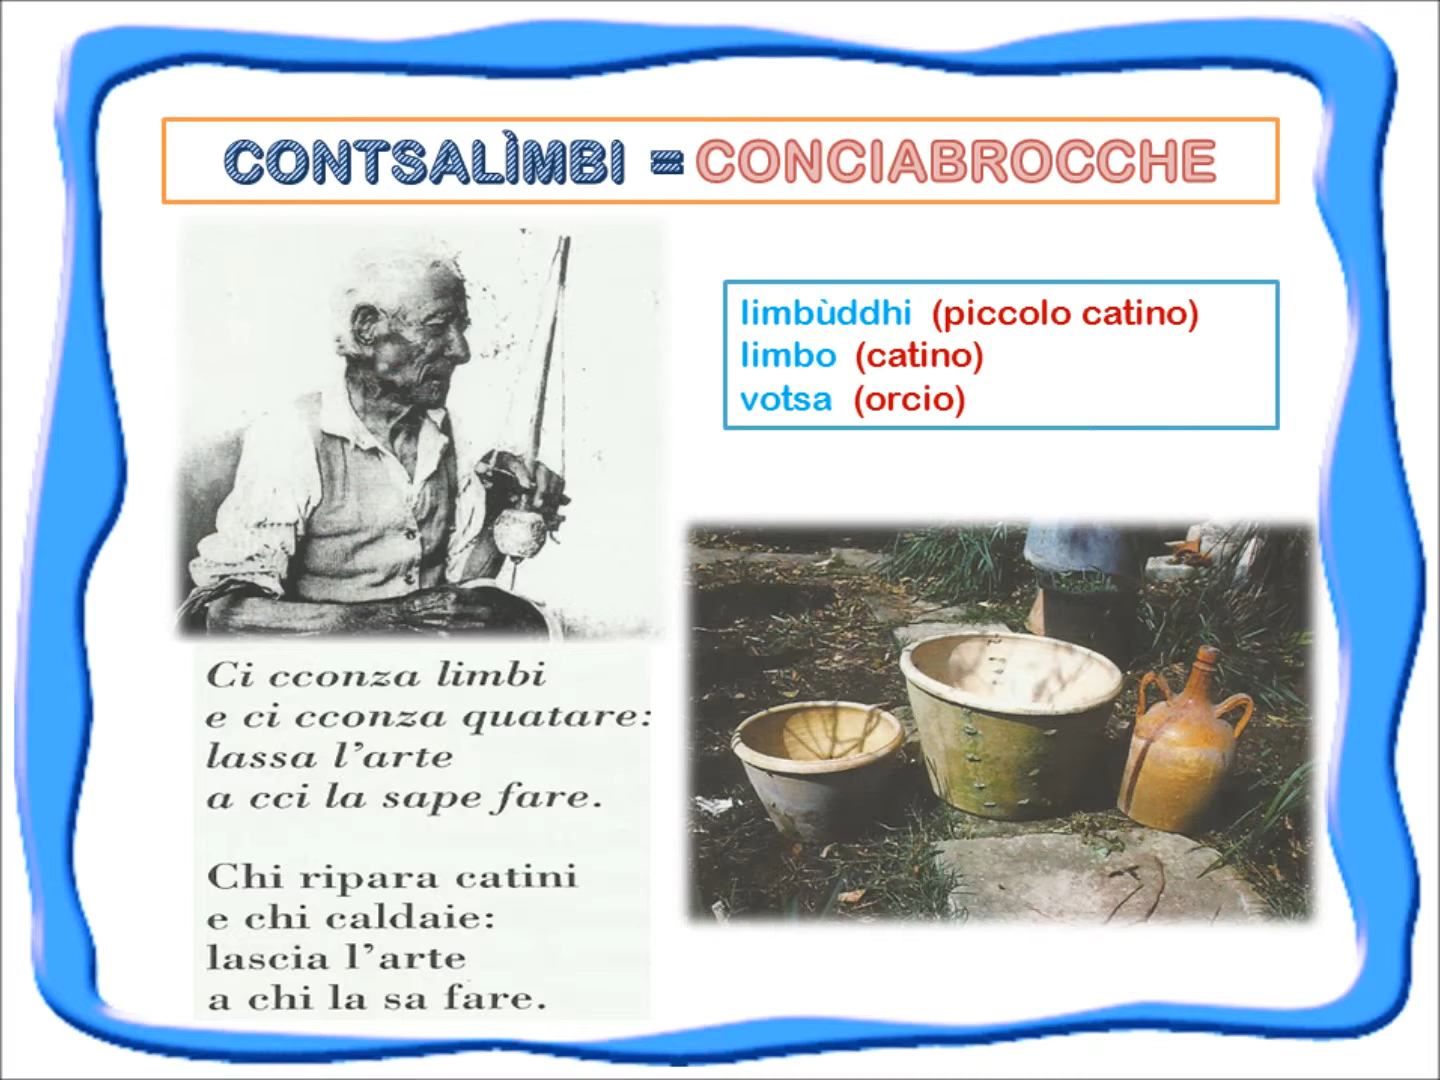 CONTSALÌMBI = CONCIABROCCHE
limbùddhi (piccolo catino)
limbo (catino)
votsa (orcio)
Ci cconza limbi
e ci cconza quatare:
lassa l'arte
a cci la sape fare.
Chi ripara catini
e chi caldaie:
lascia l'arte
a chi la sa fare.